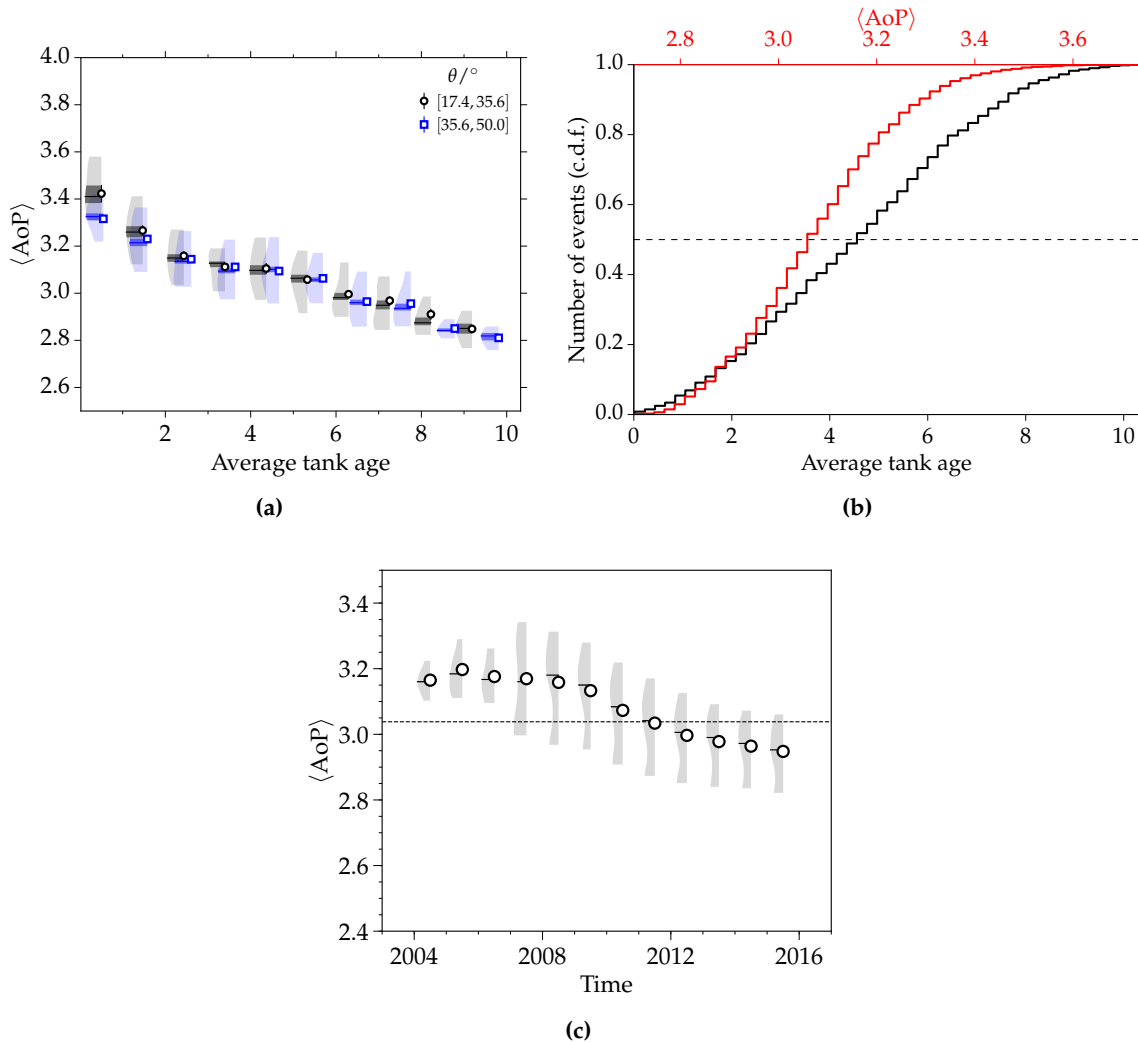 θ/°
[17.4, 35.6]
[35.6, 50.0]
4.0
3.8
3.6
3.4
3.2
3.0
2.8
2.6
⟨AoP⟩
2 4 6 8 10
Average tank age
(a)
⟨AoP⟩
2.8 3.0 3.2 3.4 3.6
1.0
0.8
0.6
0.4
0.2
0.0
Number of events (c.d.f.)
0 2 4 6 8 10
Average tank age
(b)
3.4
3.2
3.0
2.8
2.6
2.4
⟨AoP⟩
2004 2008 2012 2016
Time
(c)